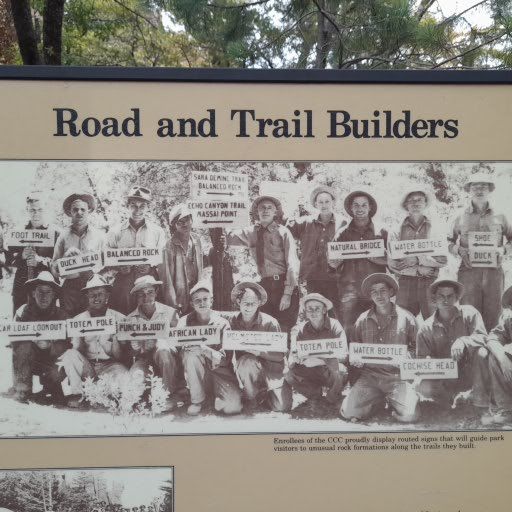 Road and Trail Builders
SARA DEMING TRAIL
BALANCED ROCK
ECHO CANYON TRAIL
MASSAI POINT
FOOT TRAIL
DUCK HEAD
BALANCED ROCK
NATURAL BRIDGE
WATER BOTTLE
SHOE
DUCK
LOOKOUT
TOTEM POLE
PUNCH & JUDY
AFRICAN LADY
TOTEM POLE
WATER BOTTLE
COCHISE HEAD
Enrollees of the CCC proudly display routed signs that will guide park
visitors to unusual rock formations along the trails they built.